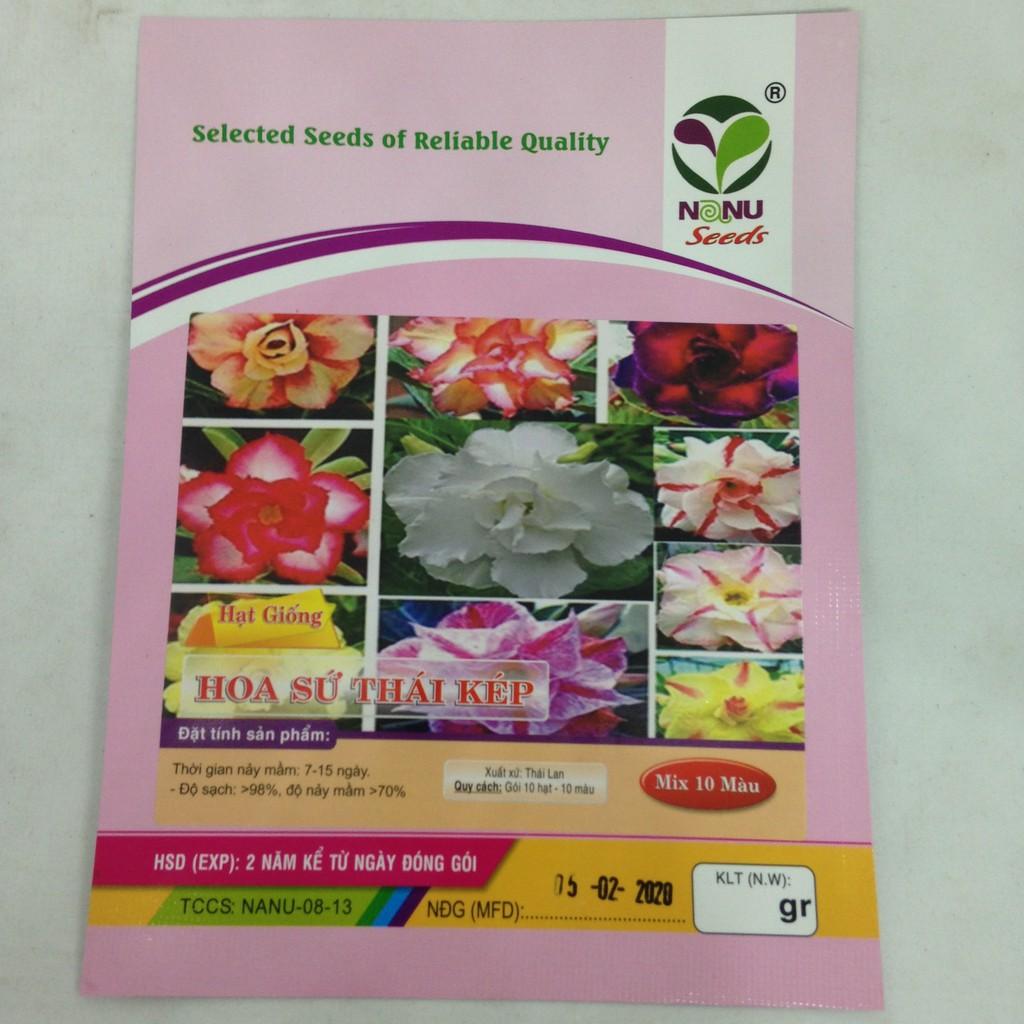 ®
Selected Seeds of Reliable Quality
NANU
Seeds
Hạt Giống
HOA SỨ THÁI KÉP
Đặt tính sản phẩm:
Thời gian nảy mầm: 7-15 ngày.
- Độ sạch: >98%, độ nảy mầm >70%
Xuất xứ: Thái Lan
Quy cách: Gói 10 hạt - 10 màu
Mix 10 Màu
HSD (EXP): 2 NĂM KỂ TỪ NGÀY ĐÓNG GÓI
TCCS: NANU-08-13
NĐG (MFD): 05 -02- 2020
KLT (N.W):
gr